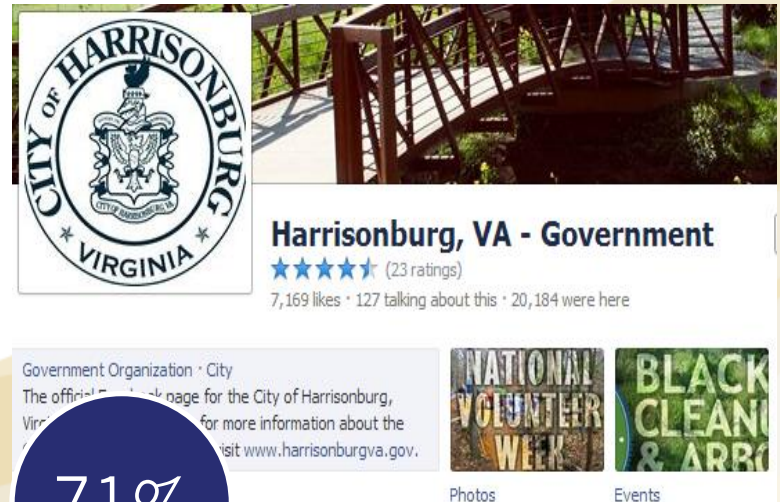 CITY OF HARRISONBURG
VIRGINIA
CITY OF HARRISONBURG, VA
Harrisonburg, VA - Government
(23 ratings)
7,169 likes · 127 talking about this · 20,184 were here
Government Organization · City
The official page for the City of Harrisonburg,
for more information about the
visit www.harrisonburgva.gov.
NATIONAL
VOLUNTEER
WEEK
BLACK
& 
Photos
Events
71%